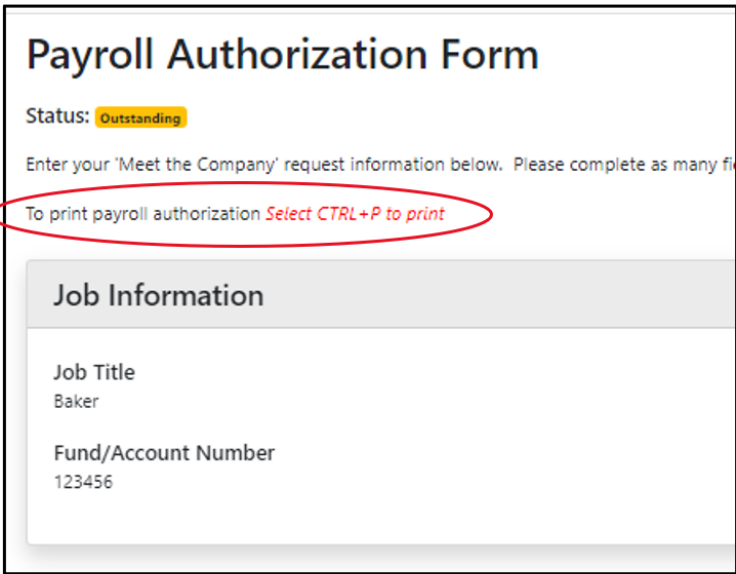 Payroll Authorization Form
Status: Outstanding
Enter your 'Meet the Company' request information below. Please complete as many
To print payroll authorization Select CTRL+P to print
Job Information
Job Title
Baker
Fund/Account Number
123456